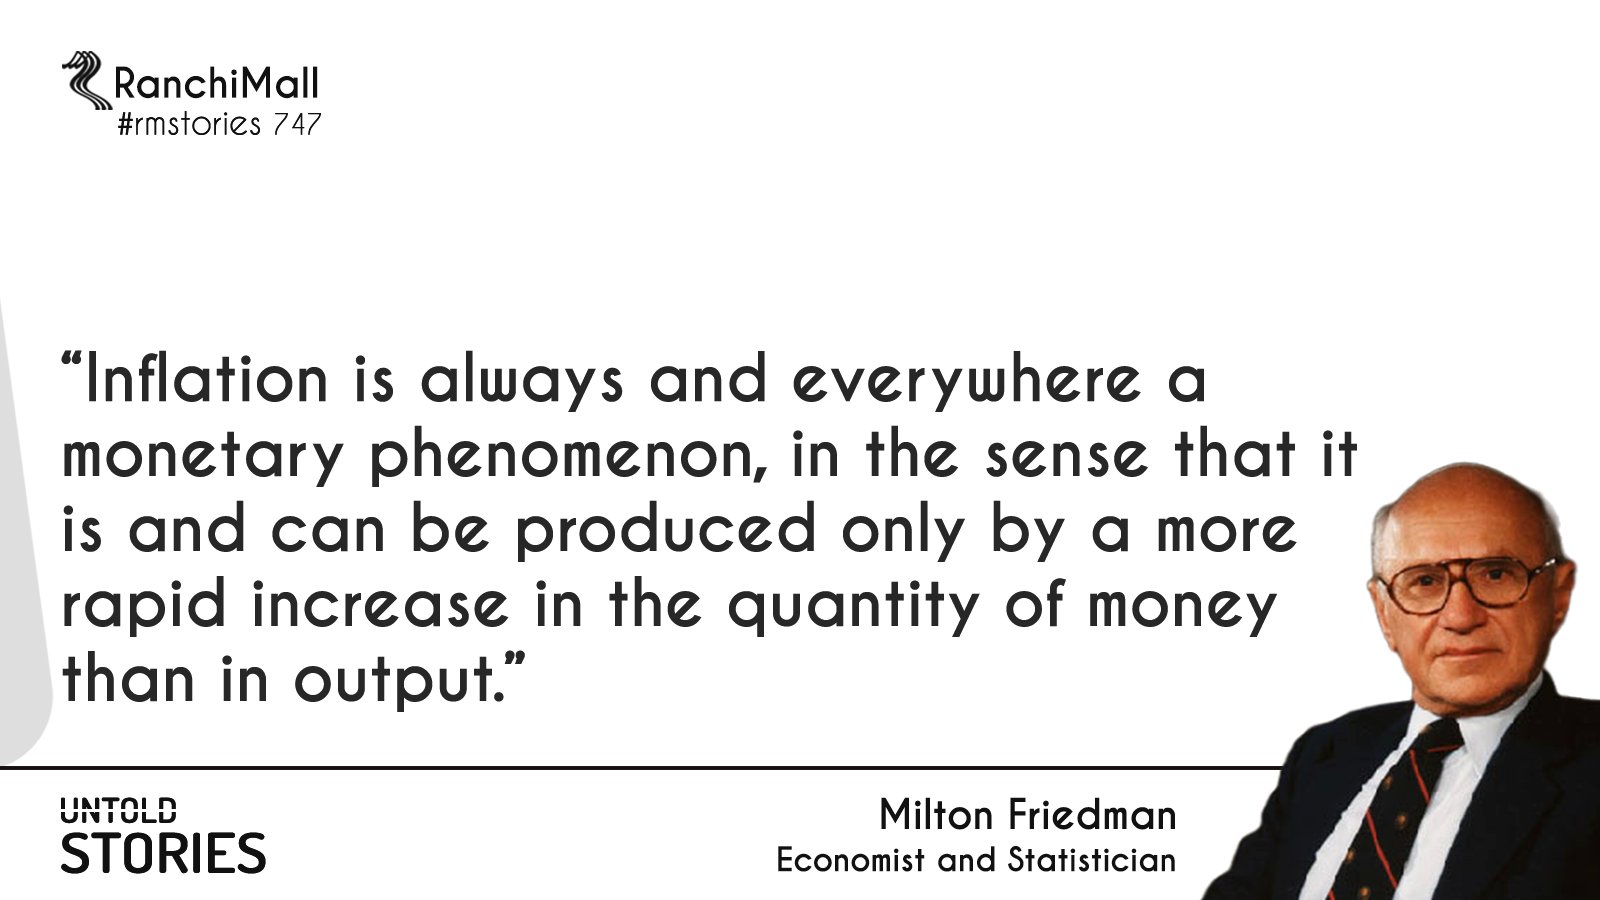 RanchiMall
#rmstories 747
“Inflation is always and everywhere a
monetary phenomenon, in the sense that it
is and can be produced only by a more
rapid increase in the quantity of money
than in output.”
UNTOLD
STORIES
Milton Friedman
Economist and Statistician